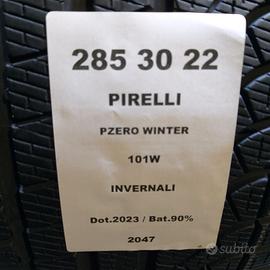 285 30 22
PIRELLI
PZERO WINTER
101W
INVERNALI
Dot.2023 / Bat.90%
2047
subito